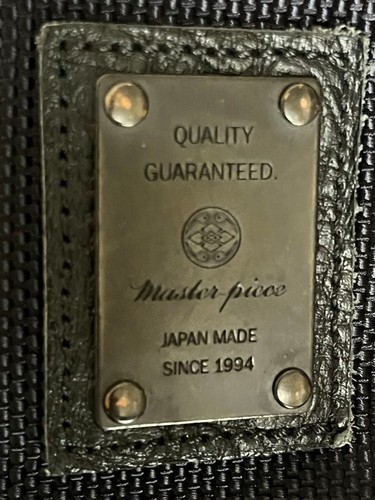 QUALITY
GUARANTEED.
Master-piece
JAPAN MADE
SINCE 1994